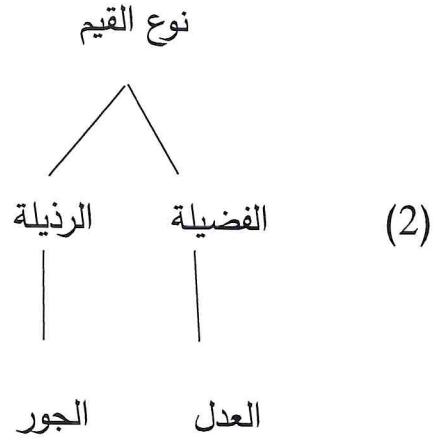 نوع القيم
(2) الفضيلة الرذيلة
العدل الجور